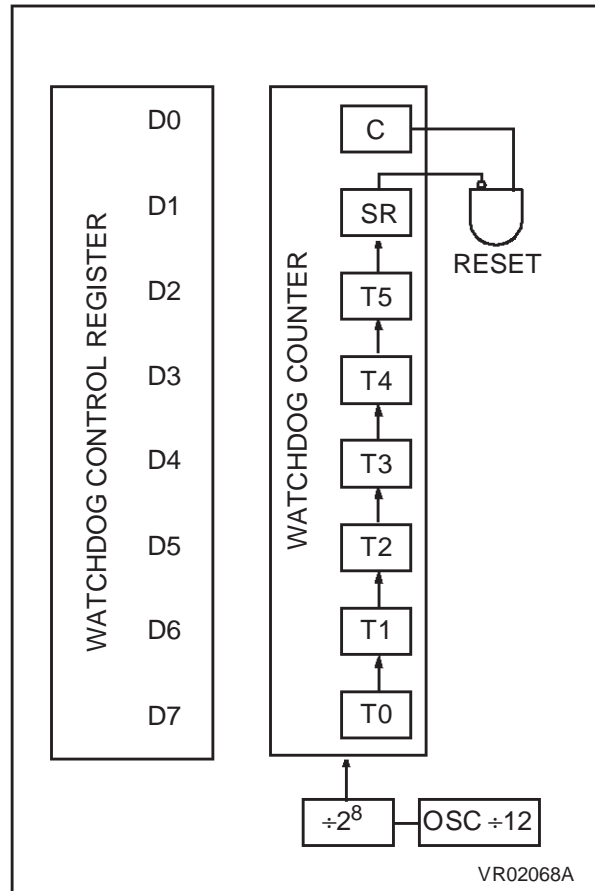 WATCHDOG CONTROL REGISTER
D0
D1
D2
D3
D4
D5
D6
D7
WATCHDOG COUNTER
C
SR
T5
T4
T3
T2
T1
T0
RESET
÷2⁸
OSC ÷12
VR02068A